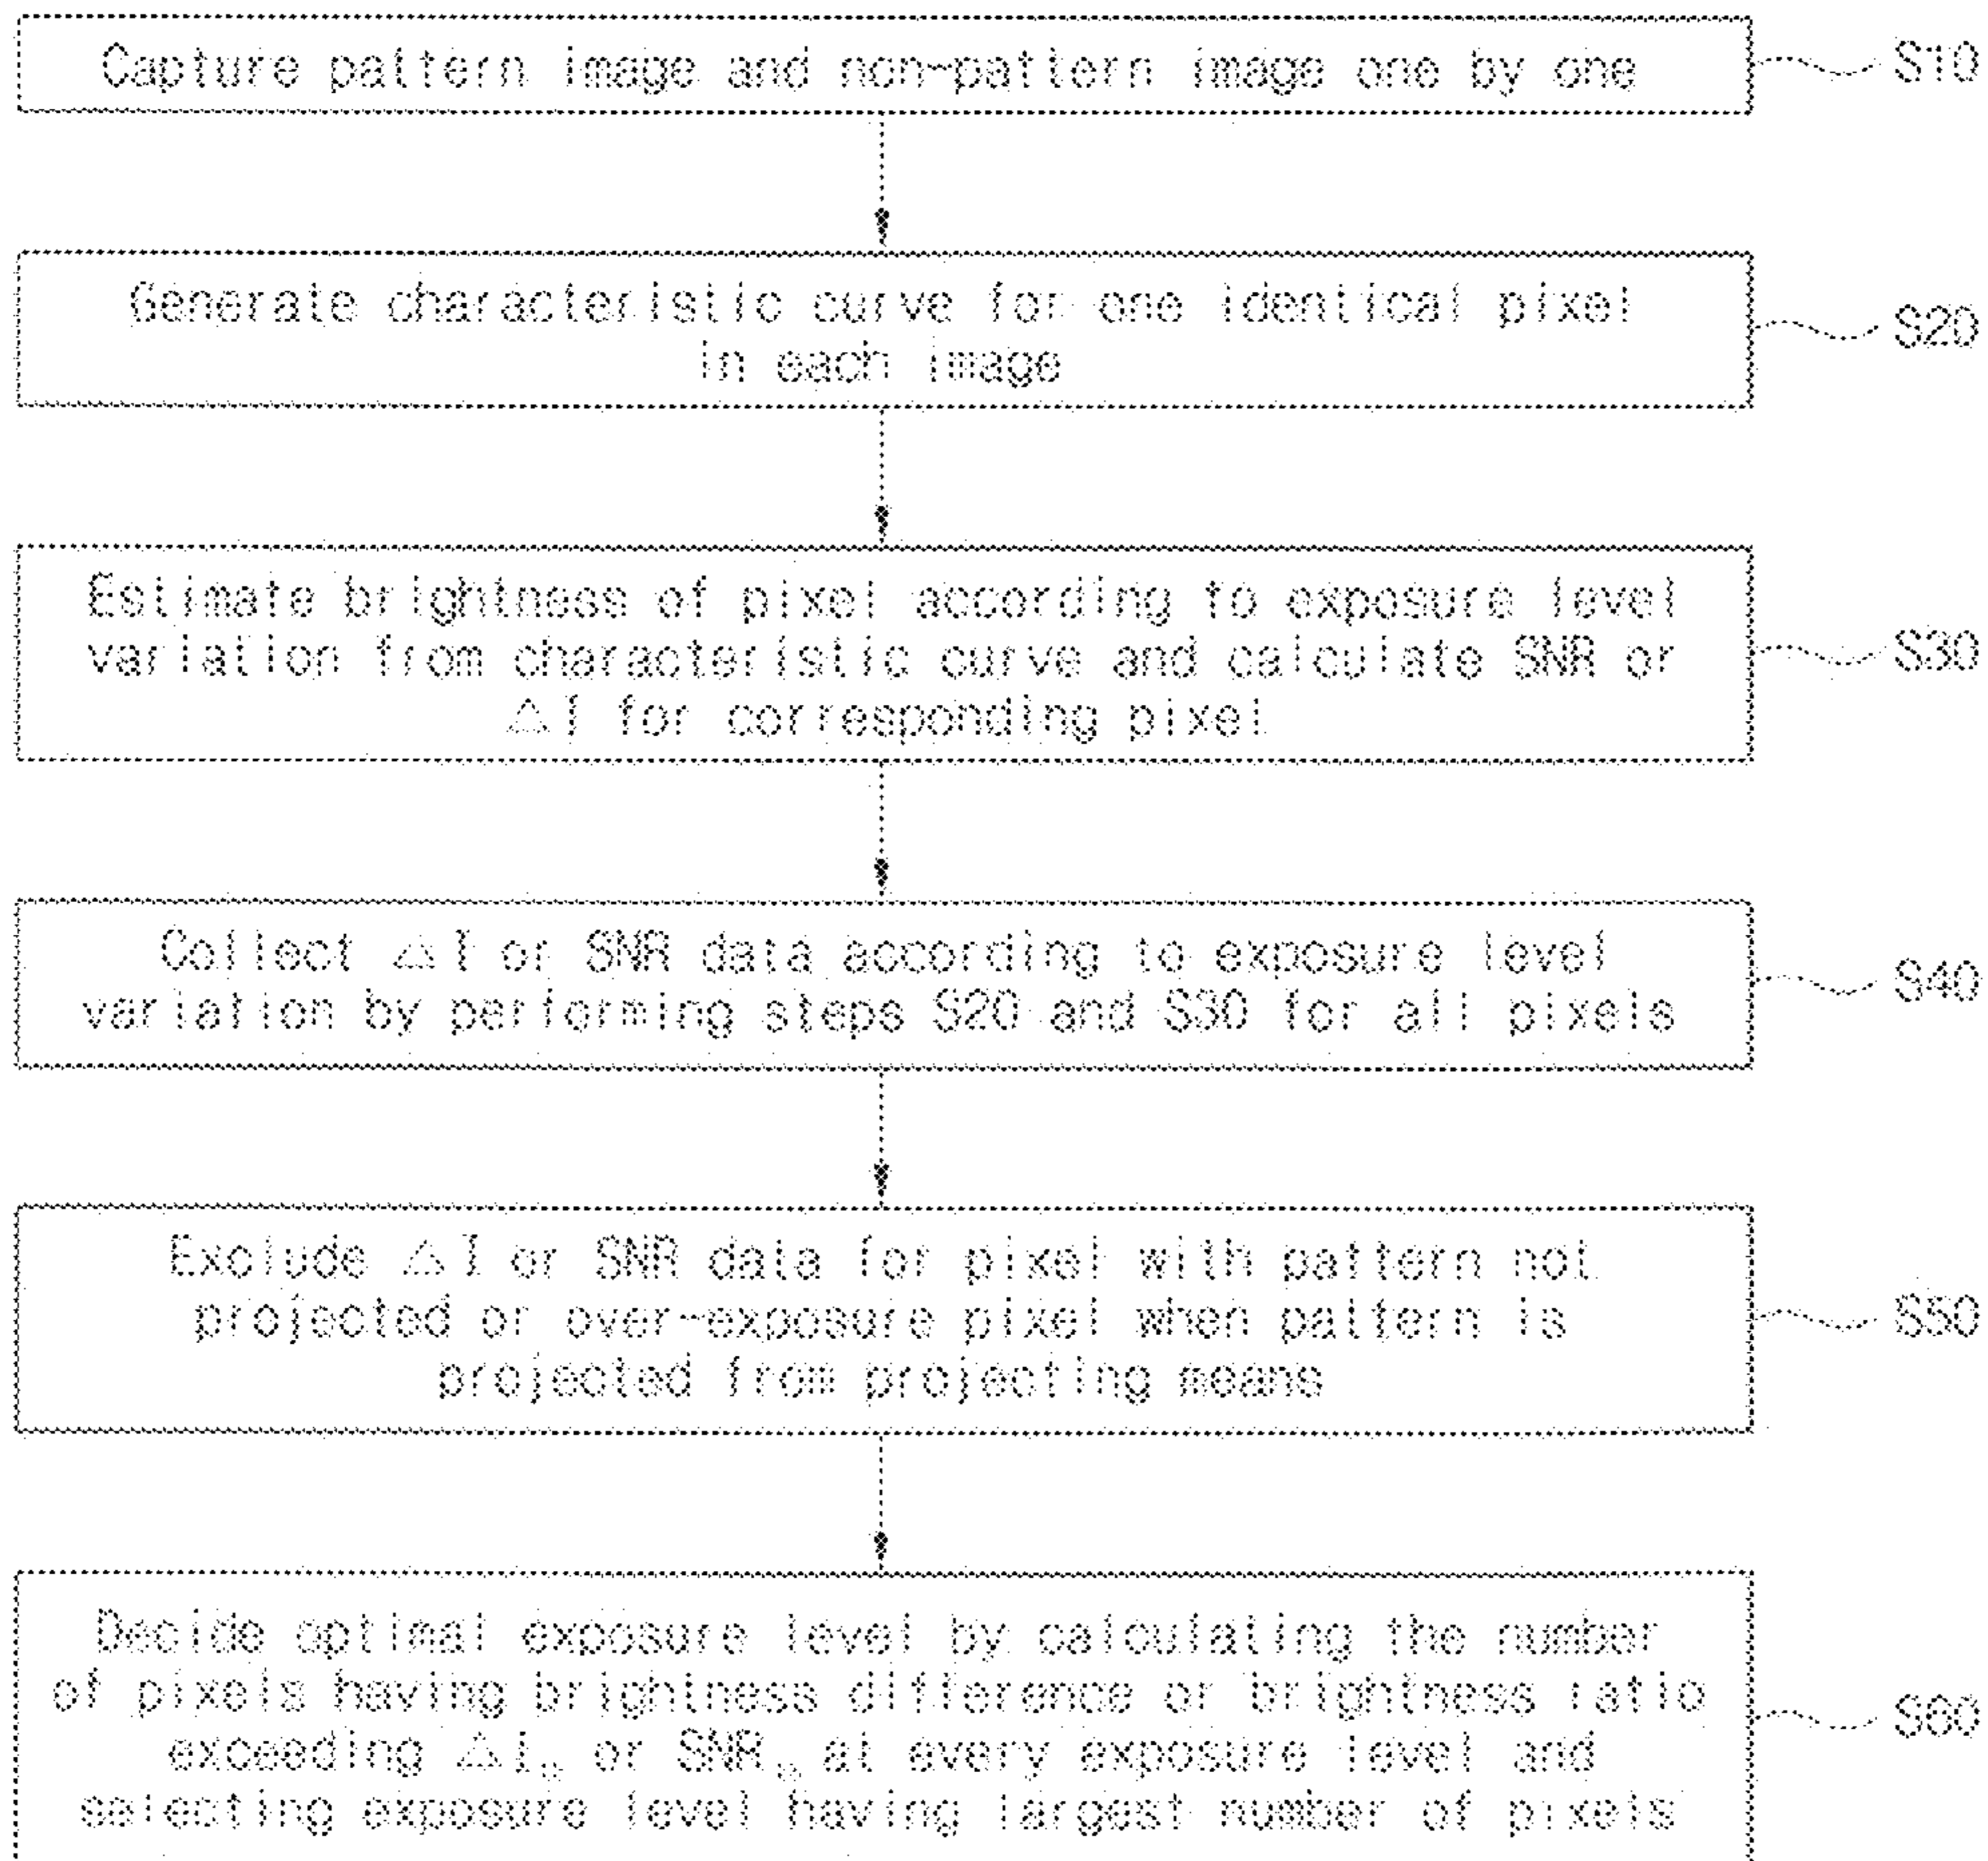 Capture pattern image and non-pattern image one by one
S10
Generate characteristic curve for one identical pixel
in each image
S20
Estimate brightness of pixel according to exposure level
variation from characteristic curve and calculate SNR or
△I for corresponding pixel
S30
Collect △I or SNR data according to exposure level
variation by performing steps S20 and S30 for all pixels
S40
Exclude △I or SNR data for pixel with pattern not
projected or over-exposure pixel when pattern is
projected from projecting means
S50
Decide optimal exposure level by calculating the number
of pixels having brightness difference or brightness ratio
exceeding △I or SNR at every exposure level and
selecting exposure level having largest number of pixels
S60